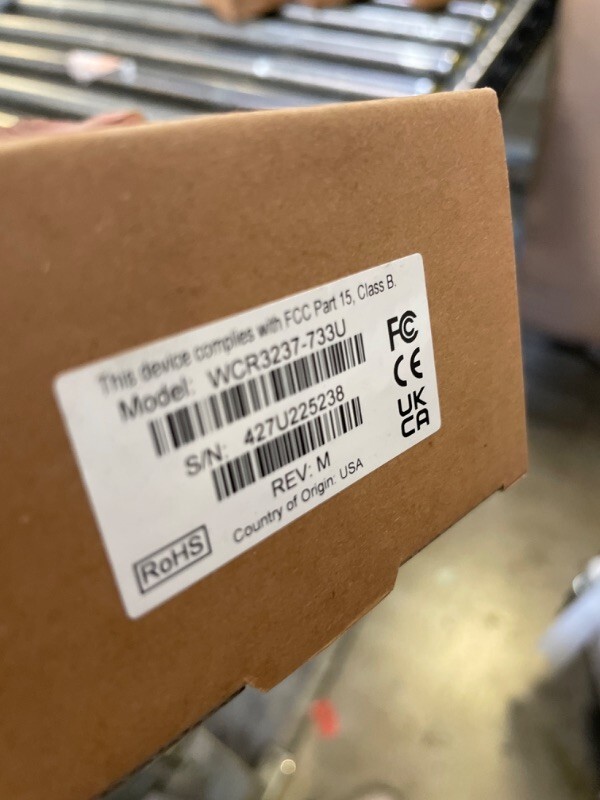 This device complies with FCC Part 15, Class B.
Model: WCR3237-733U
S/N: 427U225238
REV: M
Country of Origin: USA
RoHS
FC
CE
UK
CA